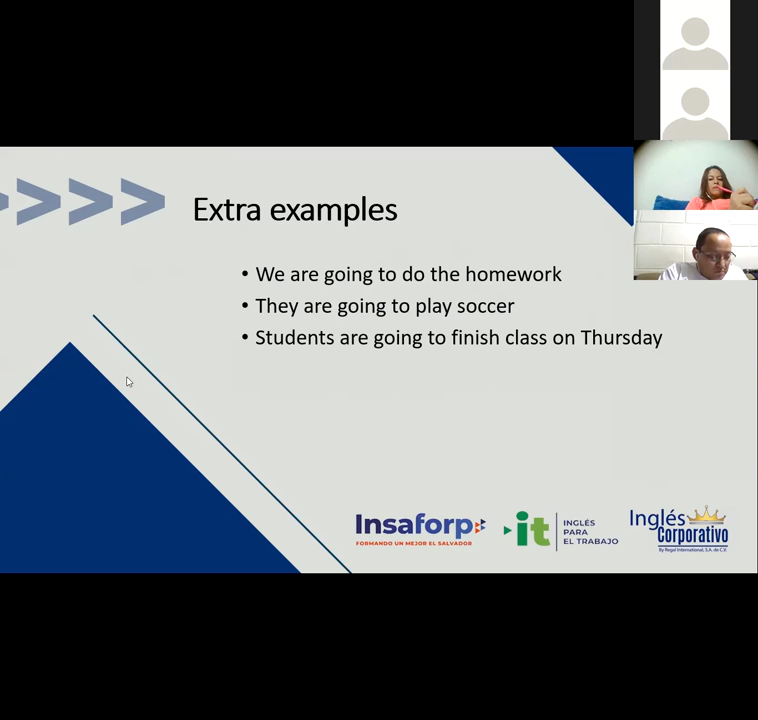 >>>>
Extra examples
• We are going to do the homework
• They are going to play soccer
• Students are going to finish class on Thursday
Insaforp
FORMANDO UN MEJOR EL SALVADOR
it
INGLÉS
PARA
EL TRABAJO
Inglés
Corporativo
By Regal International, S.A. de C.V.